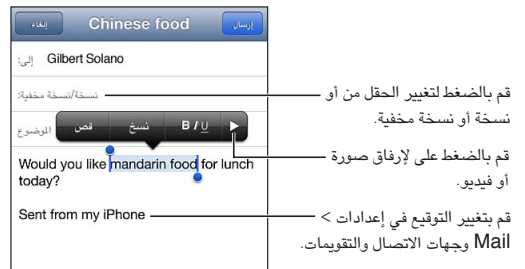 إلغاء Chinese food إرسال
إلى: Gilbert Solano
نسخة/نسخة مخفية:
الموضوع
قص نسخ B I U
Would you like mandarin food for lunch
today?
Sent from my iPhone
قم بالضغط لتغيير الحقل من أو
نسخة أو نسخة مخفية.
قم بالضغط على لإرفاق صورة
أو فيديو.
قم بتغيير التوقيع في إعدادات >
Mail وجهات الاتصال والتقويمات.